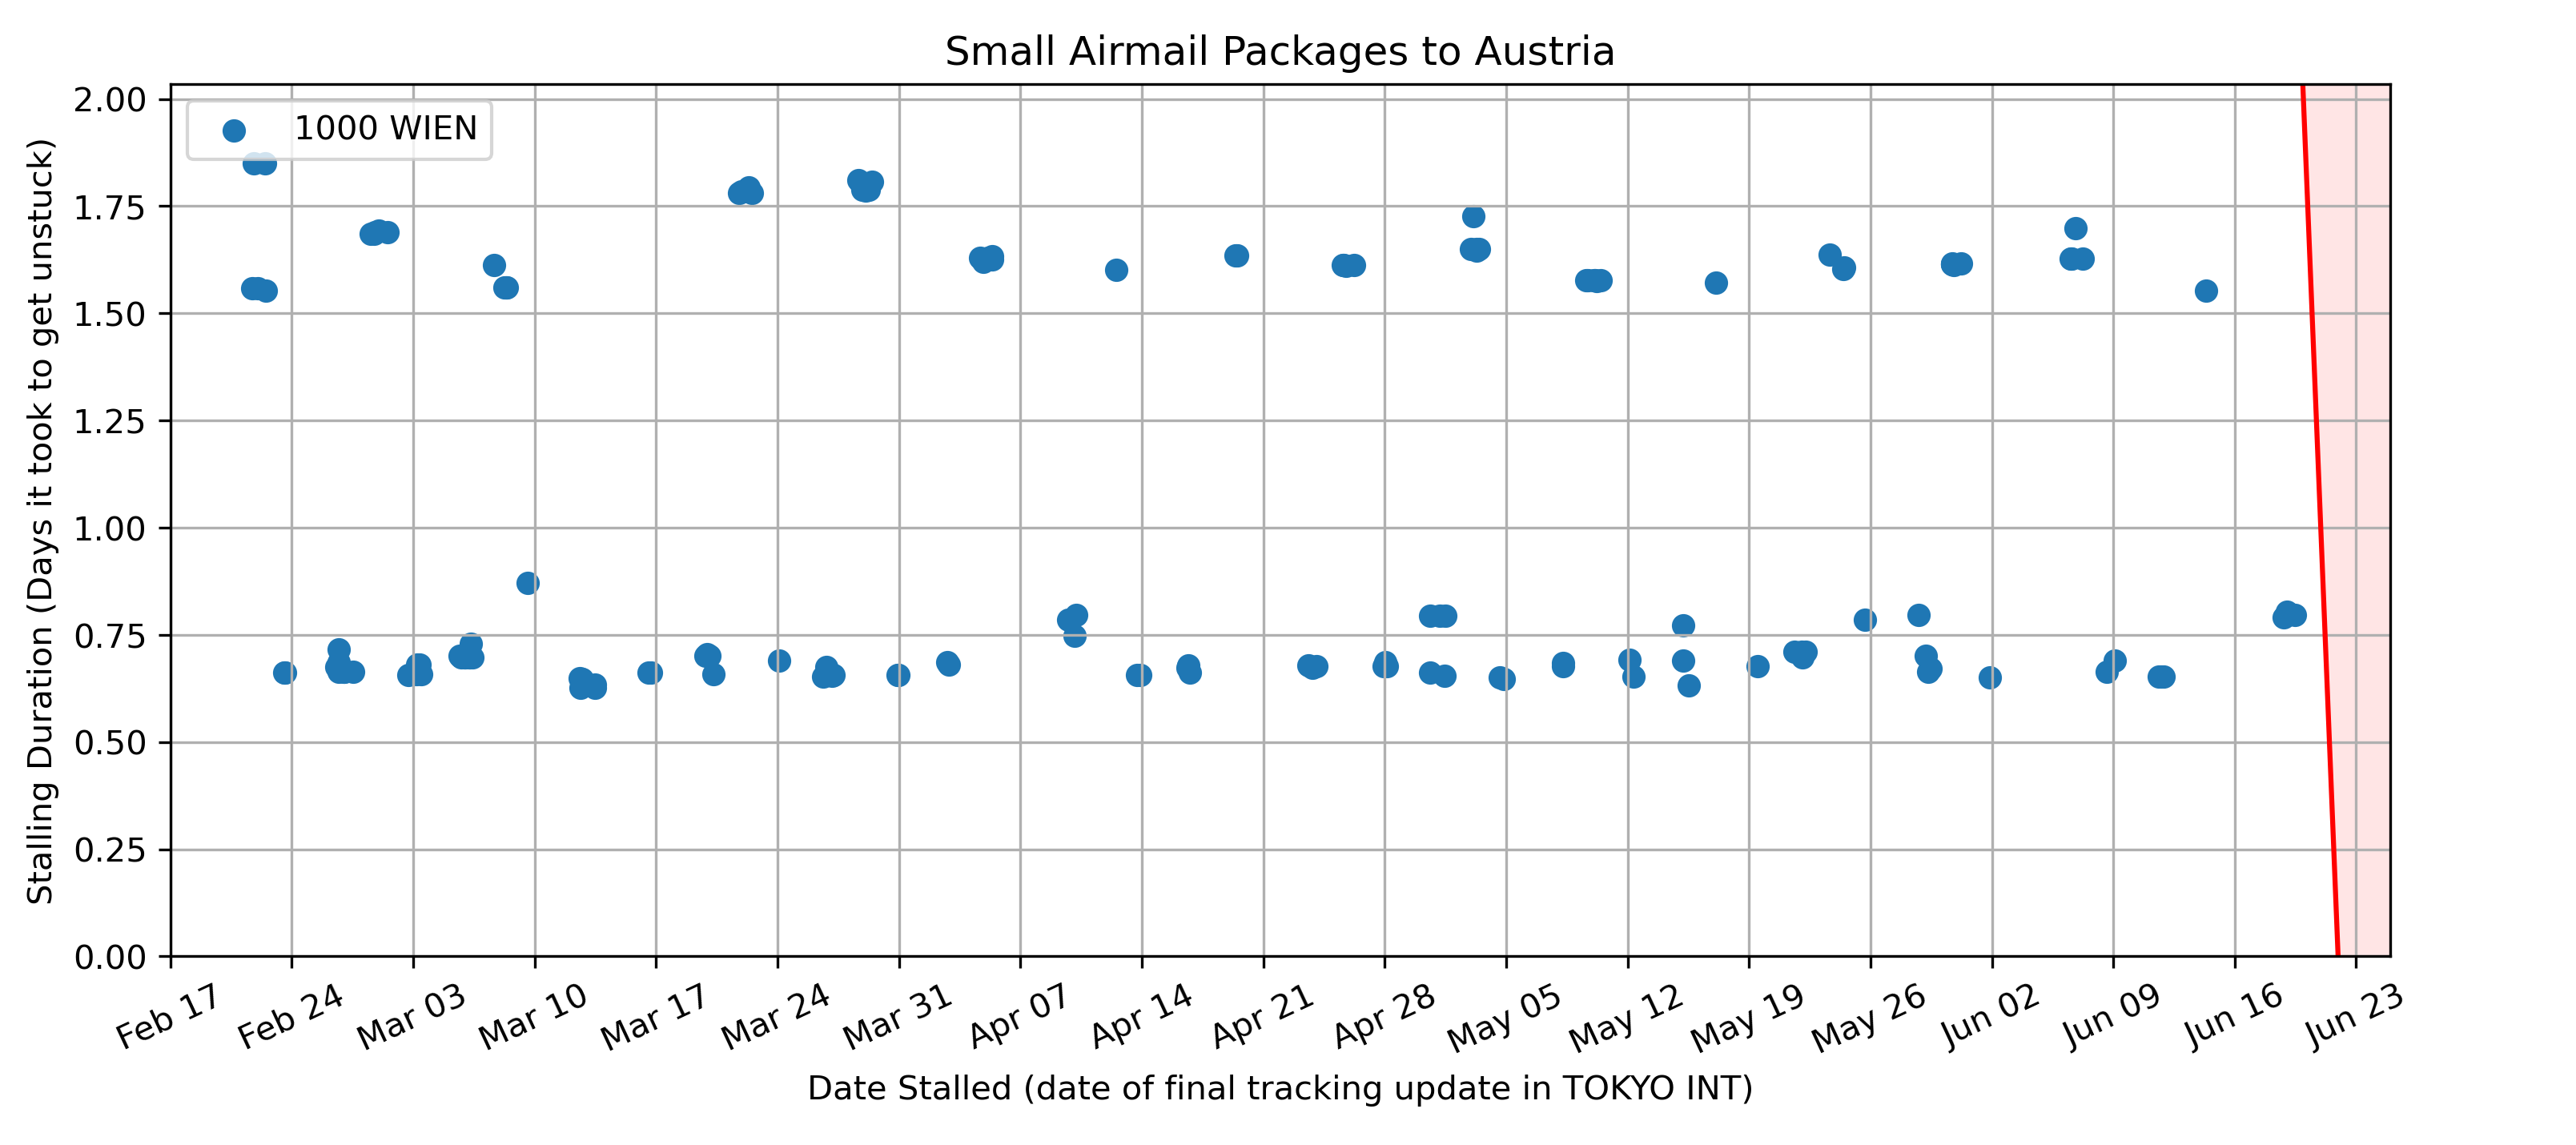 Small Airmail Packages to Austria
1000 WIEN
Stalling Duration (Days it took to get unstuck)
2.00
1.75
1.50
1.25
1.00
0.75
0.50
0.25
0.00
Feb 17 Feb 24 Mar 03 Mar 10 Mar 17 Mar 24 Mar 31 Apr 07 Apr 14 Apr 21 Apr 28 May 05 May 12 May 19 May 26 Jun 02 Jun 09 Jun 16 Jun 23
Date Stalled (date of final tracking update in TOKYO INT)